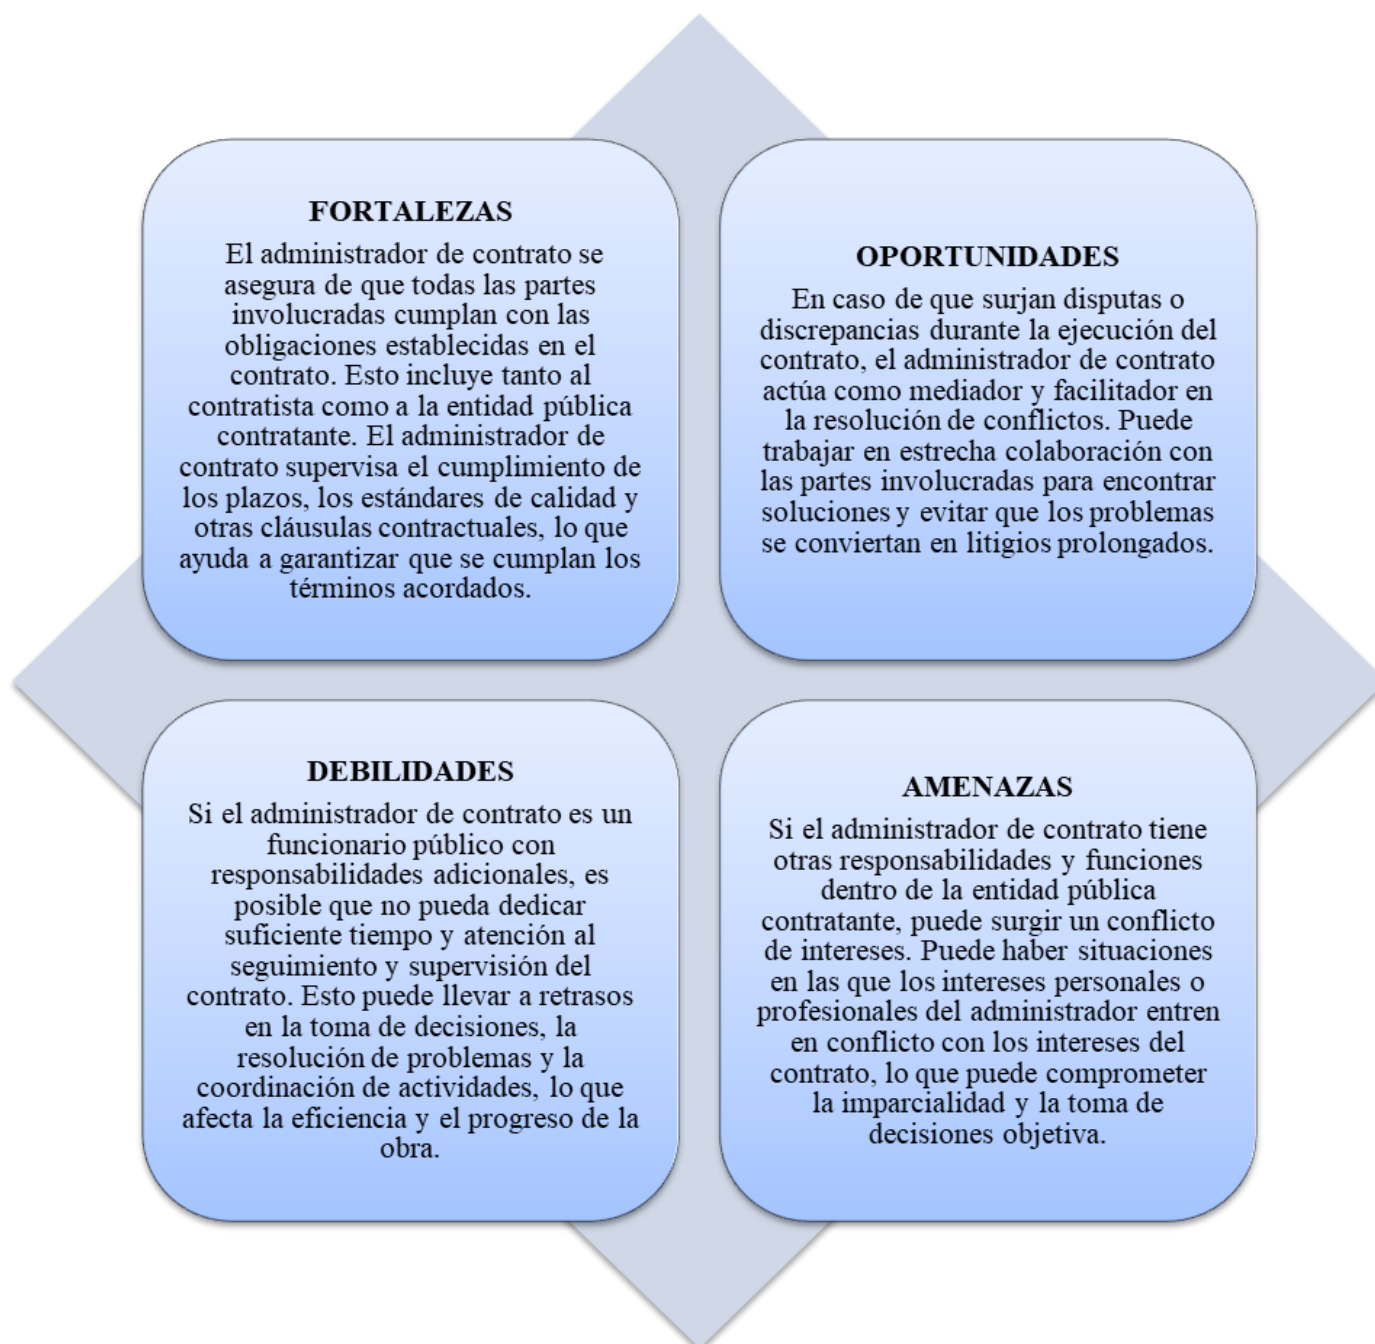 FORTALEZAS
El administrador de contrato se
asegura de que todas las partes
involucradas cumplan con las
obligaciones establecidas en el
contrato. Esto incluye tanto al
contratista como a la entidad pública
contratante. El administrador de
contrato supervisa el cumplimiento de
los plazos, los estándares de calidad y
otras cláusulas contractuales, lo que
ayuda a garantizar que se cumplan los
términos acordados.
OPORTUNIDADES
En caso de que surjan disputas o
discrepancias durante la ejecución del
contrato, el administrador de contrato
actúa como mediador y facilitador en
la resolución de conflictos. Puede
trabajar en estrecha colaboración con
las partes involucradas para encontrar
soluciones y evitar que los problemas
se conviertan en litigios prolongados.
DEBILIDADES
Si el administrador de contrato es un
funcionario público con
responsabilidades adicionales, es
posible que no pueda dedicar
suficiente tiempo y atención al
seguimiento y supervisión del
contrato. Esto puede llevar a retrasos
en la toma de decisiones, la
resolución de problemas y la
coordinación de actividades, lo que
afecta la eficiencia y el progreso de la
obra.
AMENAZAS
Si el administrador de contrato tiene
otras responsabilidades y funciones
dentro de la entidad pública
contratante, puede surgir un conflicto
de intereses. Puede haber situaciones
en las que los intereses personales o
profesionales del administrador entren
en conflicto con los intereses del
contrato, lo que puede comprometer
la imparcialidad y la toma de
decisiones objetiva.